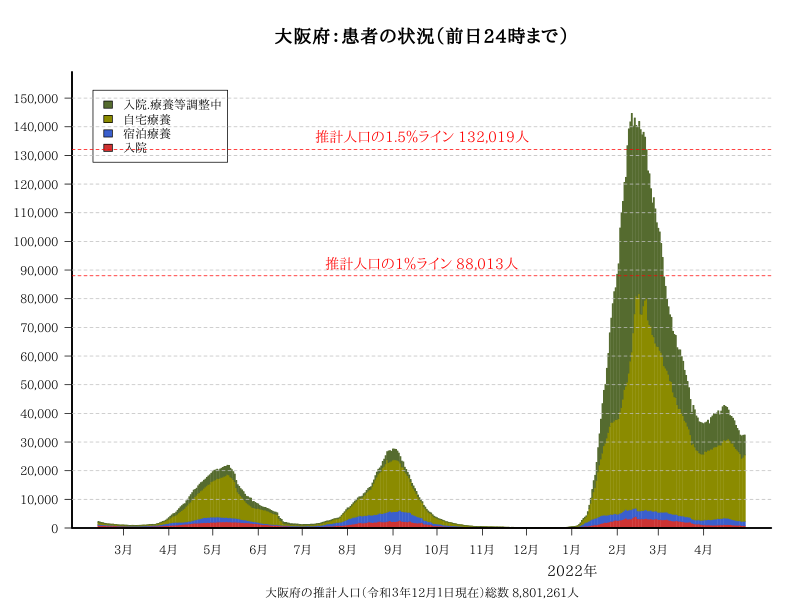 大阪府：患者の状況（前日24時まで）
150,000
140,000
130,000
120,000
110,000
100,000
90,000
80,000
70,000
60,000
50,000
40,000
30,000
20,000
10,000
0
入院.療養等調整中
自宅療養
宿泊療養
入院
推計人口の1.5%ライン 132,019人
推計人口の1%ライン 88,013人
3月 4月 5月 6月 7月 8月 9月 10月 11月 12月 1月 2月 3月 4月
2022年
大阪府の推計人口（令和3年12月1日現在）総数 8,801,261人